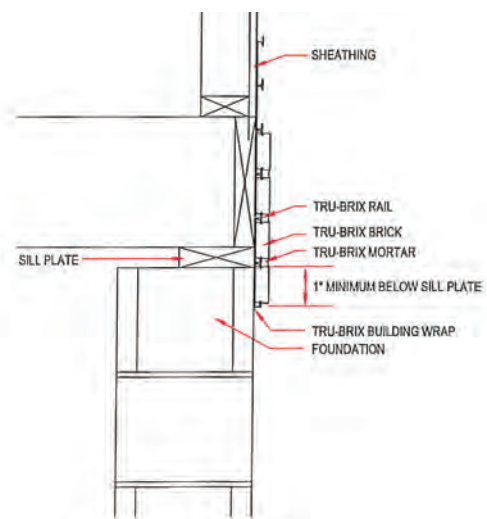 SHEATHING
TRU-BRIX RAIL
TRU-BRIX BRICK
TRU-BRIX MORTAR
SILL PLATE
1" MINIMUM BELOW SILL PLATE
TRU-BRIX BUILDING WRAP
FOUNDATION